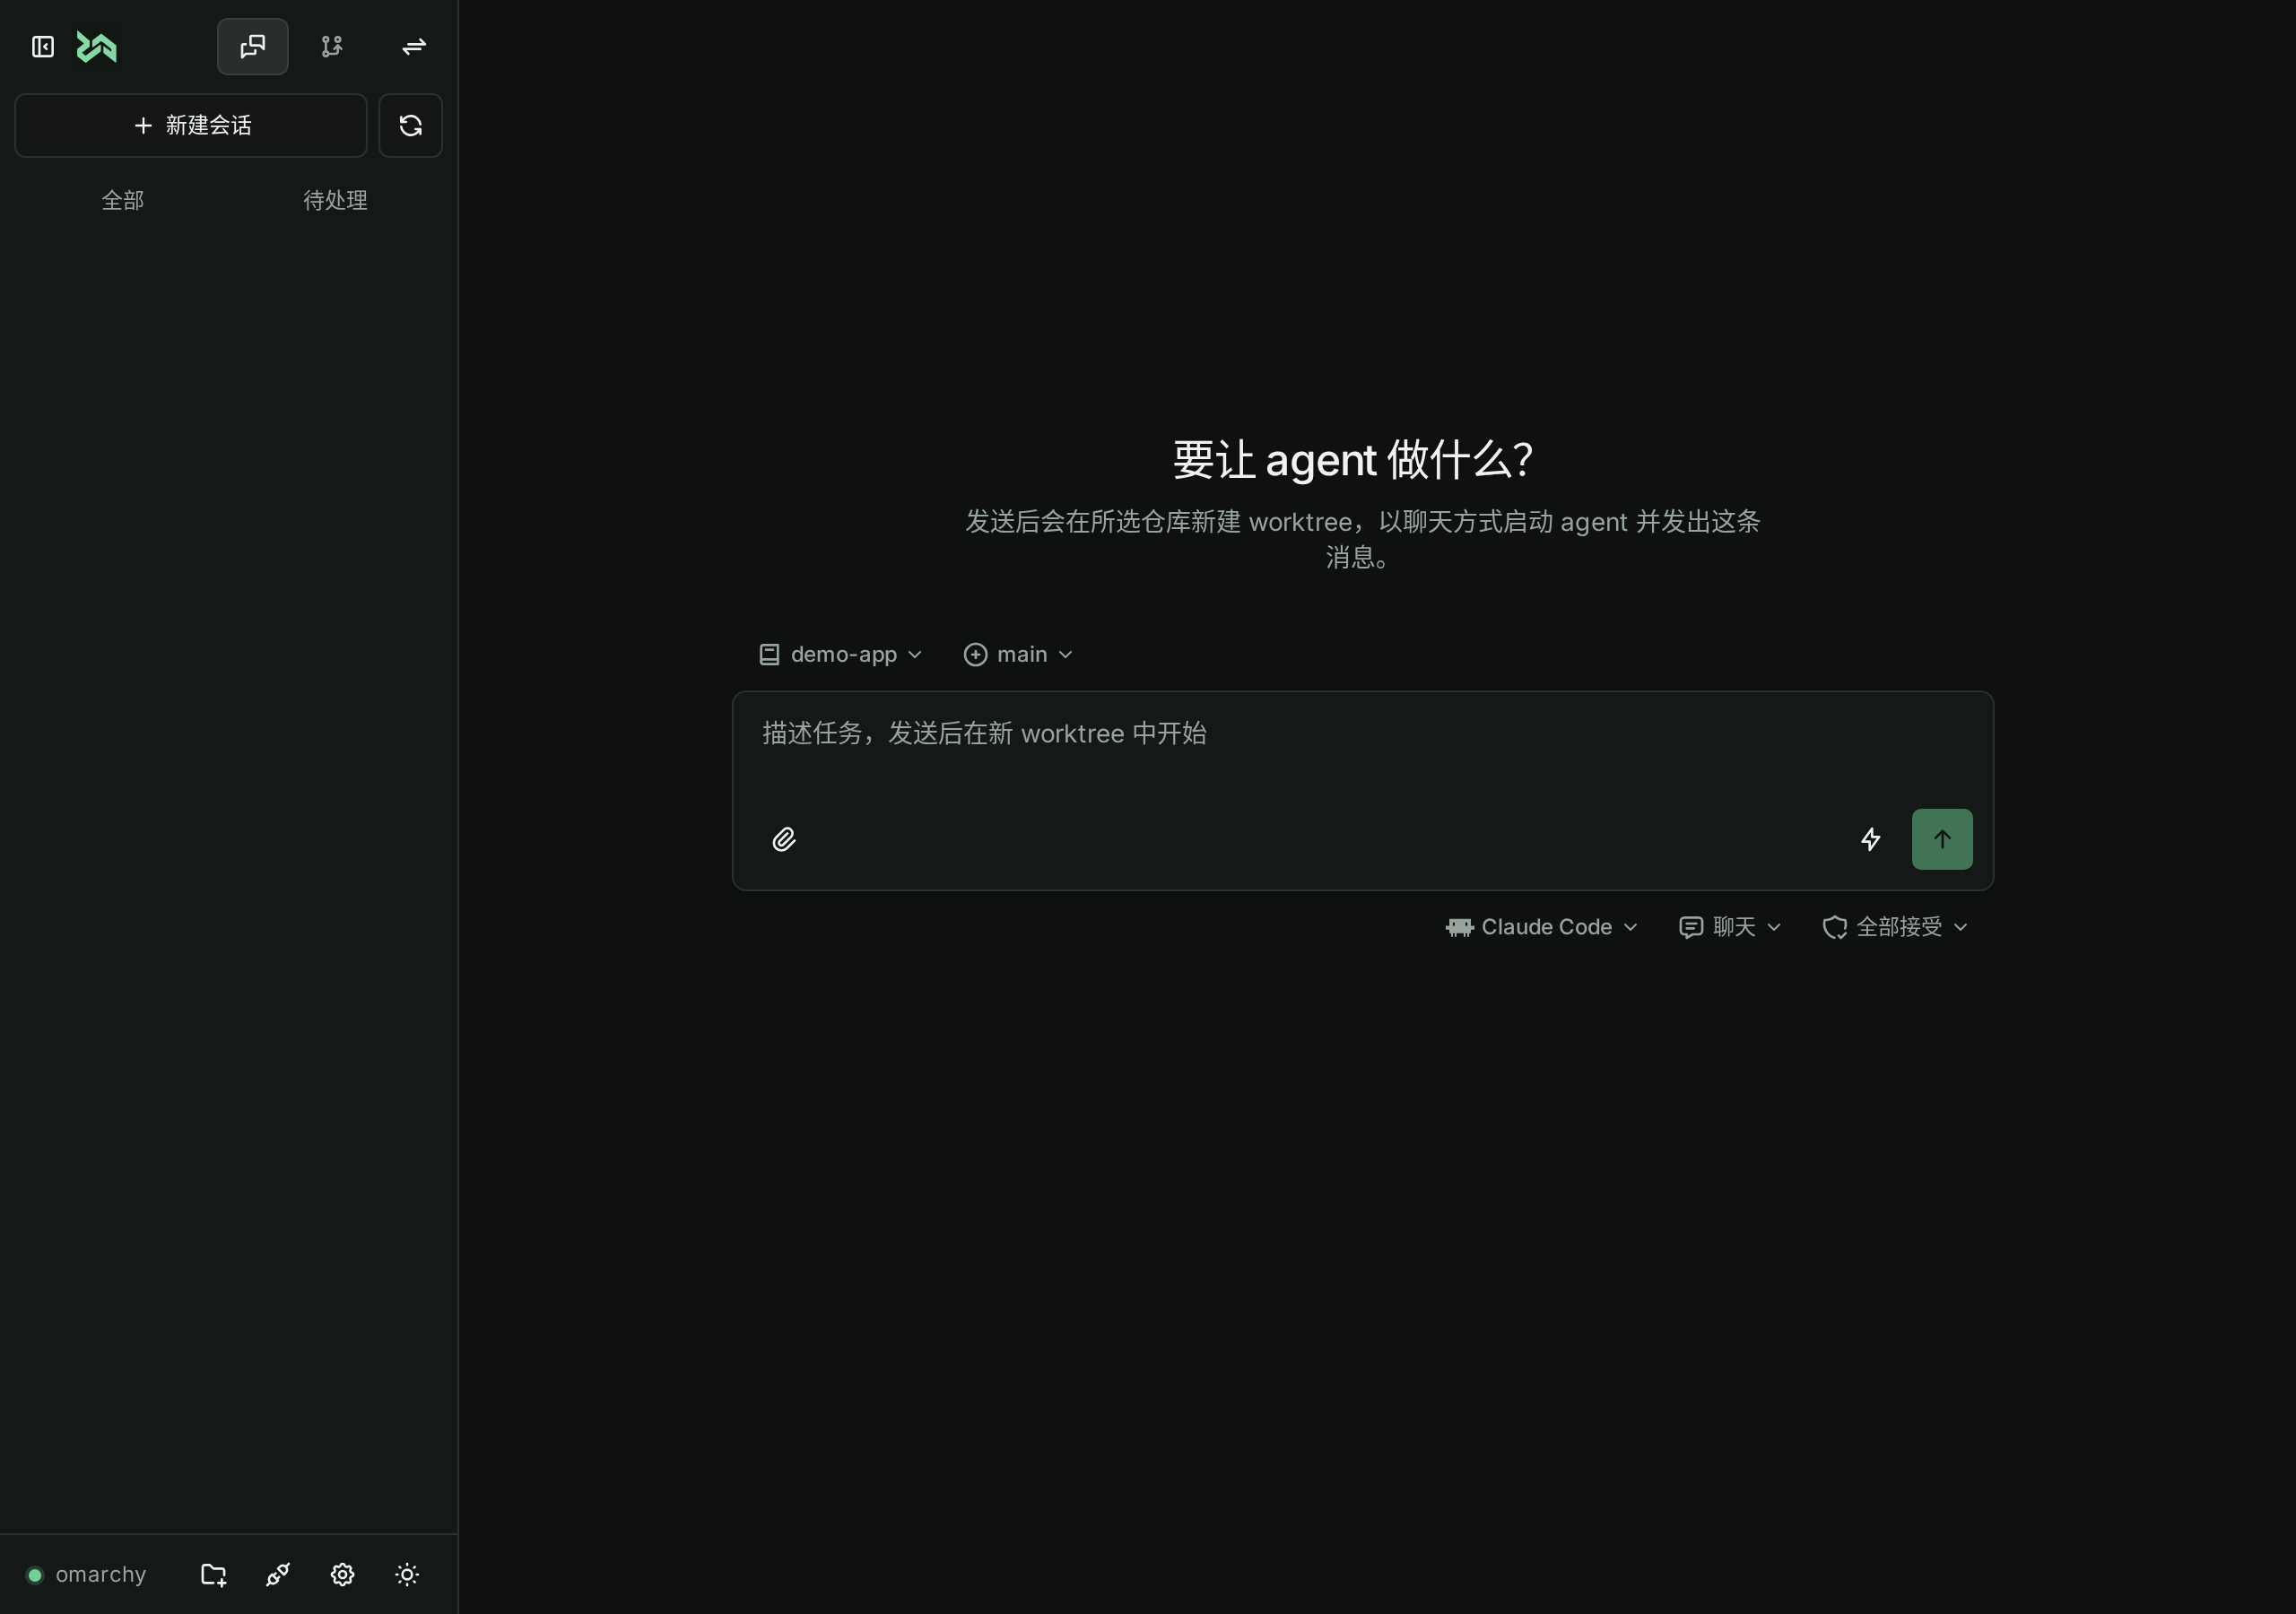 新建会话
全部 待处理
要让 agent 做什么？
发送后会在所选仓库新建 worktree，以聊天方式启动 agent 并发出这条
消息。
demo-app main
描述任务，发送后在新 worktree 中开始
Claude Code 聊天 全部接受
omarchy